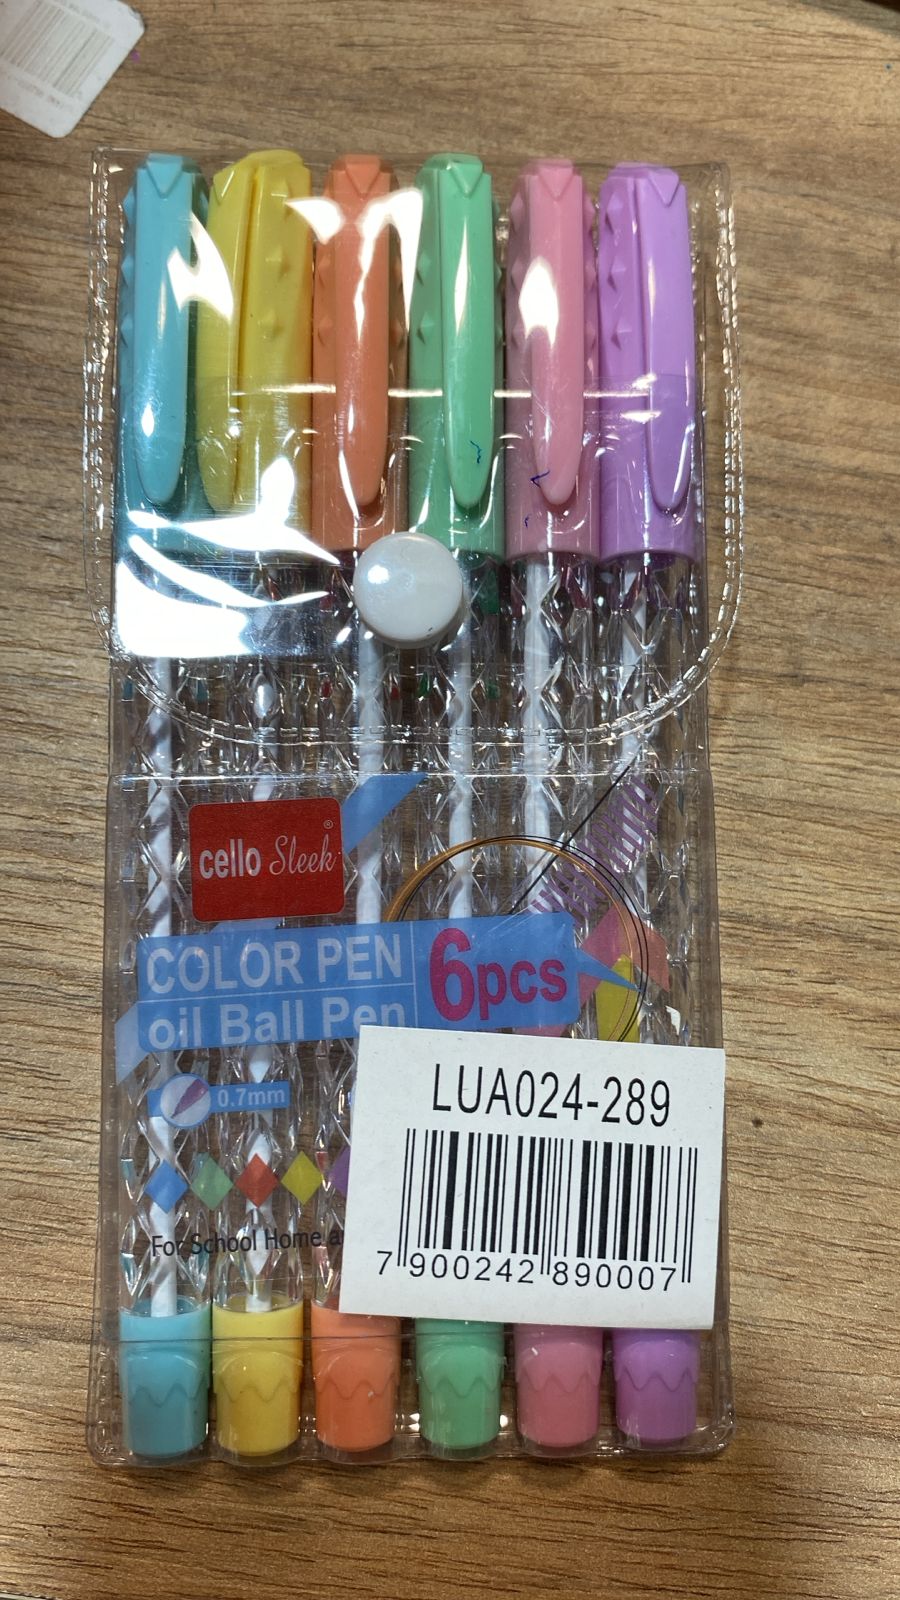 cello Sleek®
COLOR PEN
oil Ball Pen
6pcs
0.7mm
For School Home
LUA024-289
7 900242 890007